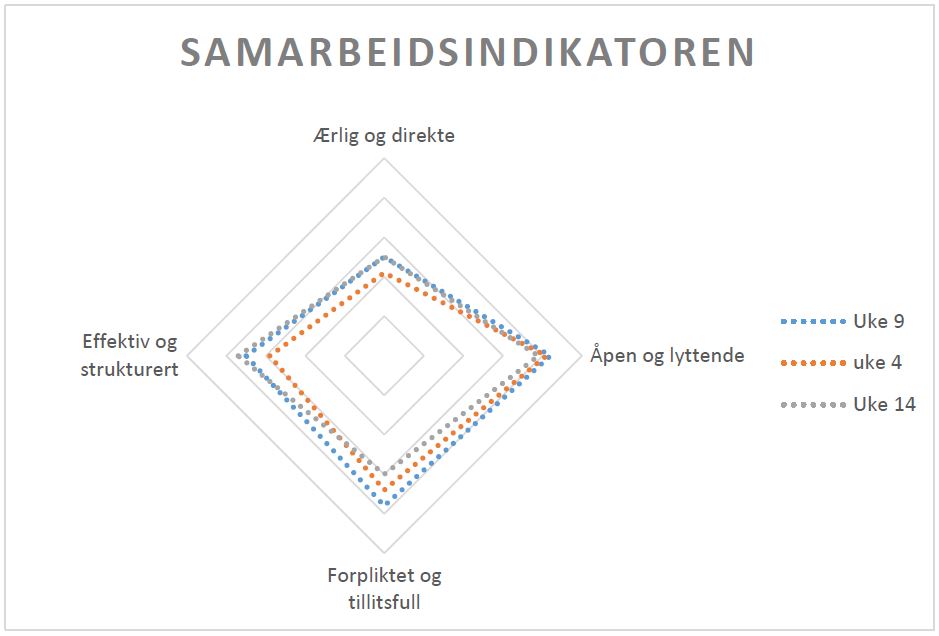 SAMARBEIDSINDIKATOREN
Ærlig og direkte
Effektiv og
strukturert
Åpen og lyttende
Forpliktet og
tillitsfull
Uke 9
uke 4
Uke 14